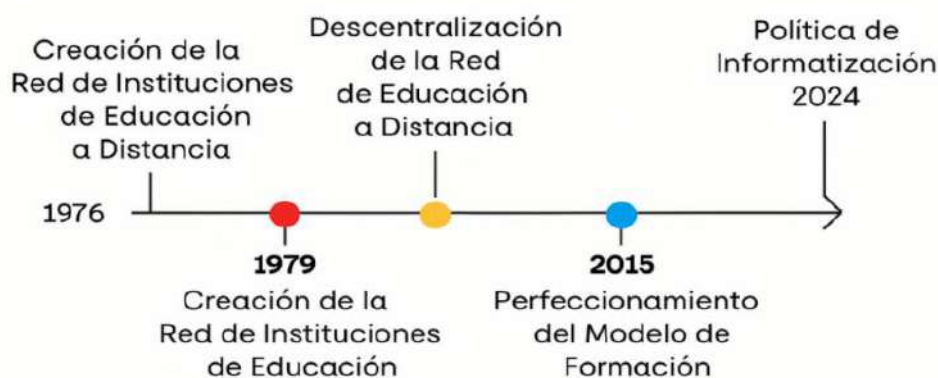 Creación de la
Red de Instituciones
de Educación
a Distancia
Descentralización
de la Red
de Educación
a Distancia
Política de
Informatización
2024
1976
1979
Creación de la
Red de Instituciones
de Educación
2015
Perfeccionamiento
del Modelo de
Formación